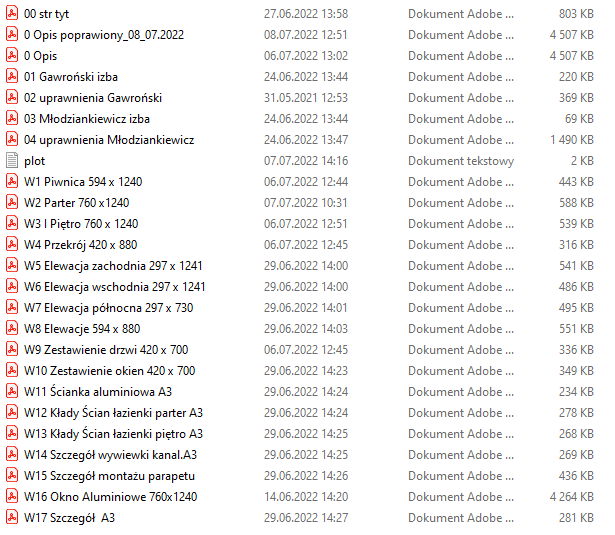 00 str tyt 27.06.2022 13:58 Dokument Adobe ... 803 KB
0 Opis poprawiony_08_07.2022 08.07.2022 12:51 Dokument Adobe ... 4 507 KB
0 Opis 06.07.2022 13:02 Dokument Adobe ... 4 507 KB
01 Gawroński izba 24.06.2022 13:44 Dokument Adobe ... 220 KB
02 uprawnienia Gawroński 31.05.2021 12:53 Dokument Adobe ... 369 KB
03 Młodziankiewicz izba 24.06.2022 13:44 Dokument Adobe ... 69 KB
04 uprawnienia Młodziankiewicz 24.06.2022 13:47 Dokument Adobe ... 1 490 KB
plot 07.07.2022 14:16 Dokument tekstowy 2 KB
W1 Piwnica 594 x 1240 06.07.2022 12:44 Dokument Adobe ... 443 KB
W2 Parter 760 x1240 07.07.2022 10:31 Dokument Adobe ... 588 KB
W3 I Piętro 760 x 1240 06.07.2022 12:51 Dokument Adobe ... 539 KB
W4 Przekrój 420 x 880 06.07.2022 12:45 Dokument Adobe ... 316 KB
W5 Elewacja zachodnia 297 x 1241 29.06.2022 14:00 Dokument Adobe ... 541 KB
W6 Elewacja wschodnia 297 x 1241 29.06.2022 14:00 Dokument Adobe ... 486 KB
W7 Elewacja północna 297 x 730 29.06.2022 14:01 Dokument Adobe ... 495 KB
W8 Elewacje 594 x 880 29.06.2022 14:03 Dokument Adobe ... 551 KB
W9 Zestawienie drzwi 420 x 700 06.07.2022 12:45 Dokument Adobe ... 336 KB
W10 Zestawienie okien 420 x 700 29.06.2022 14:23 Dokument Adobe ... 349 KB
W11 Ścianka aluminiowa A3 29.06.2022 14:24 Dokument Adobe ... 234 KB
W12 Kłady Ścian łazienki parter A3 29.06.2022 14:24 Dokument Adobe ... 278 KB
W13 Kłady Ścian łazienki piętro A3 29.06.2022 14:25 Dokument Adobe ... 268 KB
W14 Szczegół wywiewki kanal.A3 29.06.2022 14:25 Dokument Adobe ... 269 KB
W15 Szczegół montażu parapetu 29.06.2022 14:26 Dokument Adobe ... 436 KB
W16 Okno Aluminiowe 760x1240 14.06.2022 14:20 Dokument Adobe ... 4 264 KB
W17 Szczegół  A3 29.06.2022 14:27 Dokument Adobe ... 281 KB